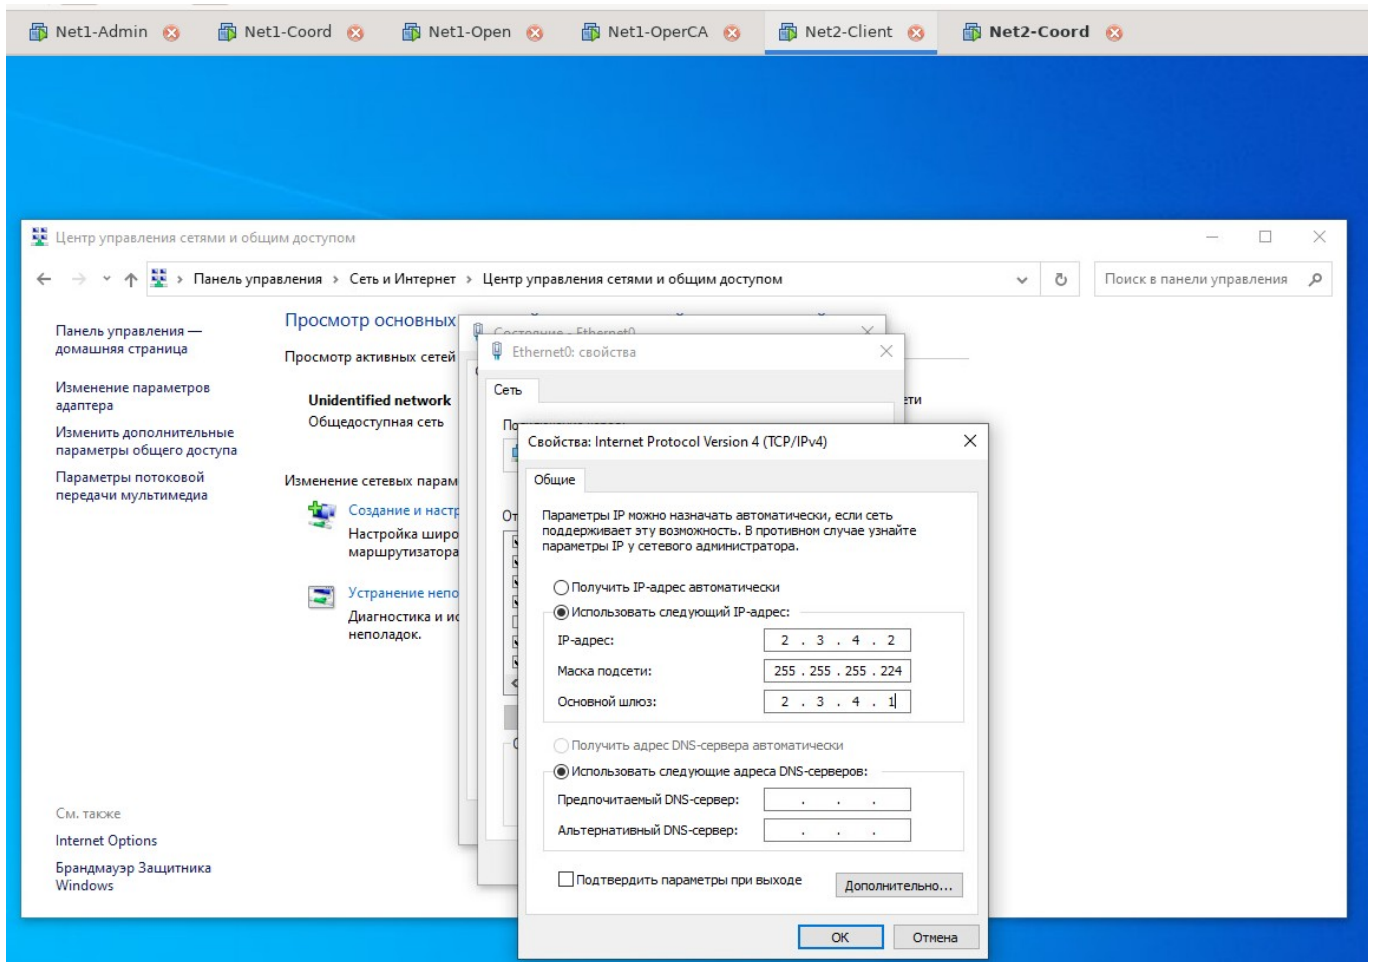 Net1-Admin
Net1-Coord
Net1-Open
Net1-OperCA
Net2-Client
Net2-Coord
Центр управления сетями и общим доступом
Панель управления > Сеть и Интернет > Центр управления сетями и общим доступом
Поиск в панели управления
Панель управления —
домашняя страница
Изменение параметров
адаптера
Изменить дополнительные
параметры общего доступа
Параметры потоковой
передачи мультимедиа
См. также
Internet Options
Брандмауэр Защитника
Windows
Просмотр основных
Просмотр активных сетей
Unidentified network
Общедоступная сеть
Изменение сетевых парам
Создание и настр
Настройка широ
маршрутизатора
Устранение непо
Диагностика и ис
неполадок.
ети
Состояние - Ethernet0
Ethernet0: свойства
Сеть
От
Свойства: Internet Protocol Version 4 (TCP/IPv4)
Общие
Параметры IP можно назначать автоматически, если сеть
поддерживает эту возможность. В противном случае узнайте
параметры IP у сетевого администратора.
Получить IP-адрес автоматически
Использовать следующий IP-адрес:
IP-адрес: 2 . 3 . 4 . 2
Маска подсети: 255 . 255 . 255 . 224
Основной шлюз: 2 . 3 . 4 . 1
Получить адрес DNS-сервера автоматически
Использовать следующие адреса DNS-серверов:
Предпочитаемый DNS-сервер: . . .
Альтернативный DNS-сервер: . . .
Подтвердить параметры при выходе
Дополнительно...
ОК
Отмена